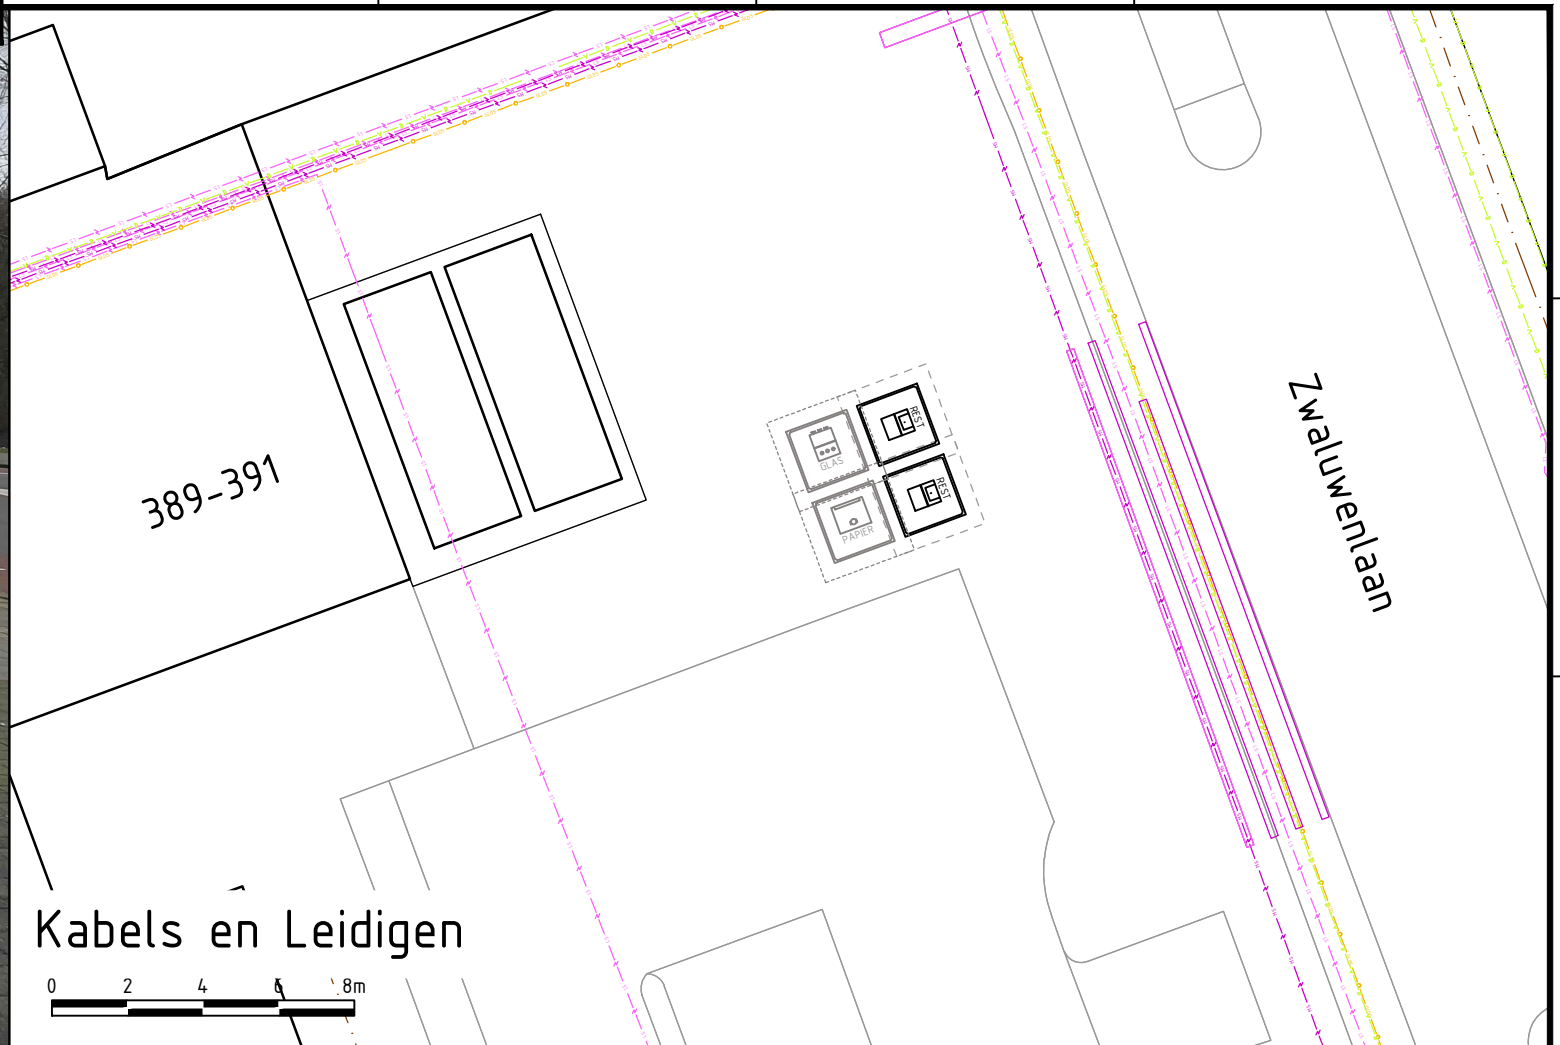 REST
GLAS
REST
PAPIER
389-391
Zwaluwenlaan
Kabels en Leidigen
0 2 4 6 8m